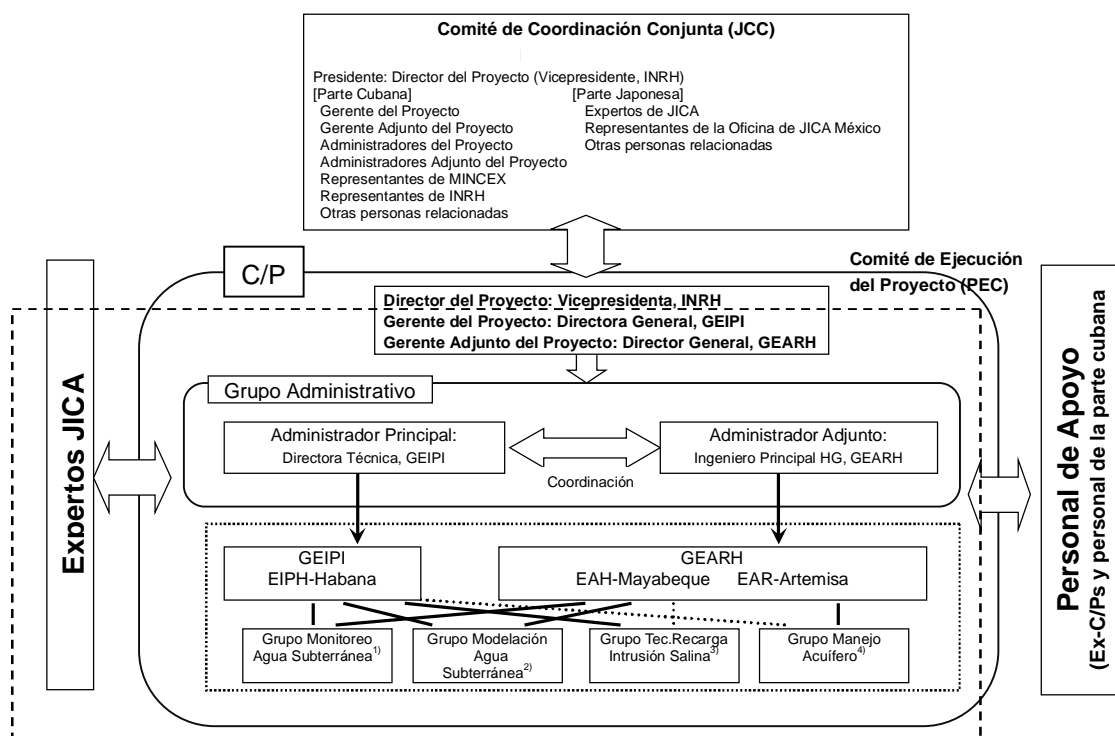 Comité de Coordinación Conjunta (JCC)
Presidente: Director del Proyecto (Vicepresidente, INRH)
[Parte Cubana]
Gerente del Proyecto
Gerente Adjunto del Proyecto
Administradores del Proyecto
Administradores Adjunto del Proyecto
Representantes de MINCEX
Representantes de INRH
Otras personas relacionadas
[Parte Japonesa]
Expertos de JICA
Representantes de la Oficina de JICA México
Otras personas relacionadas
C/P
Comité de Ejecución
del Proyecto (PEC)
Director del Proyecto: Vicepresidenta, INRH
Gerente del Proyecto: Directora General, GEIPI
Gerente Adjunto del Proyecto: Director General, GEARH
Expertos JICA
Grupo Administrativo
Administrador Principal:
Directora Técnica, GEIPI
Coordinación
Administrador Adjunto:
Ingeniero Principal HG, GEARH
GEIPI
EIPH-Habana
GEARH
EAH-Mayabeque EAR-Artemisa
Grupo Monitoreo
Agua Subterránea1)
Grupo Modelación
Agua
Subterránea2)
Grupo Tec.Recarga
Intrusión Salina3)
Grupo Manejo
Acuífero4)
Personal de Apoyo
(Ex-C/Ps y personal de la parte cubana